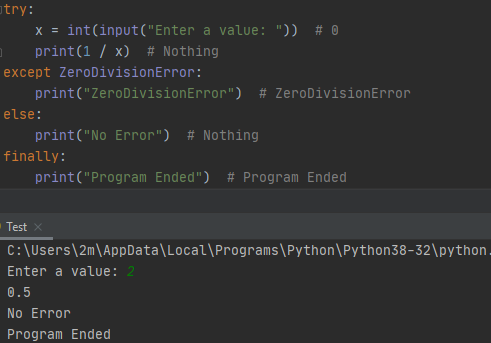 try:
x = int(input("Enter a value: "))  # 0
print(1 / x)  # Nothing
except ZeroDivisionError:
print("ZeroDivisionError")  # ZeroDivisionError
else:
print("No Error")  # Nothing
finally:
print("Program Ended")  # Program Ended
Test ×
C:\Users\2m\AppData\Local\Programs\Python\Python38-32\python.
Enter a value: 2
0.5
No Error
Program Ended